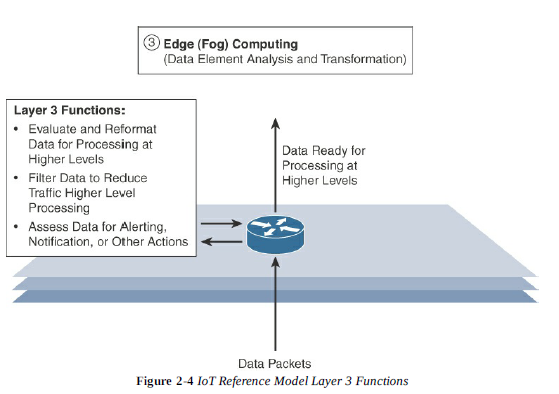 ③ Edge (Fog) Computing
(Data Element Analysis and Transformation)
Layer 3 Functions:
• Evaluate and Reformat
Data for Processing at
Higher Levels
• Filter Data to Reduce
Traffic Higher Level
Processing
• Assess Data for Alerting,
Notification, or Other Actions
Data Ready for
Processing at
Higher Levels
Data Packets
Figure 2-4 IoT Reference Model Layer 3 Functions